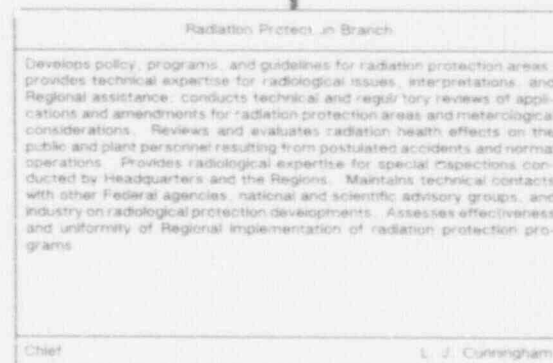 Radiation Protection Branch
Develops policy, programs, and guidelines for radiation protection areas,
provides technical expertise for radiological issues, interpretations, and
Regional assistance; conducts technical and regulatory reviews of appli-
cations and amendments for radiation protection areas and meterological
considerations. Reviews and evaluates radiation health effects on the
public and plant personnel resulting from postulated accidents and normal
operations. Provides radiological expertise for special inspections con-
ducted by Headquarters and the Regions. Maintains technical contacts
with other Federal agencies, national and scientific advisory groups, and
industry on radiological protection developments. Assesses effectiveness
and uniformity of Regional implementation of radiation protection pro-
grams
Chief L. J. Cunningham